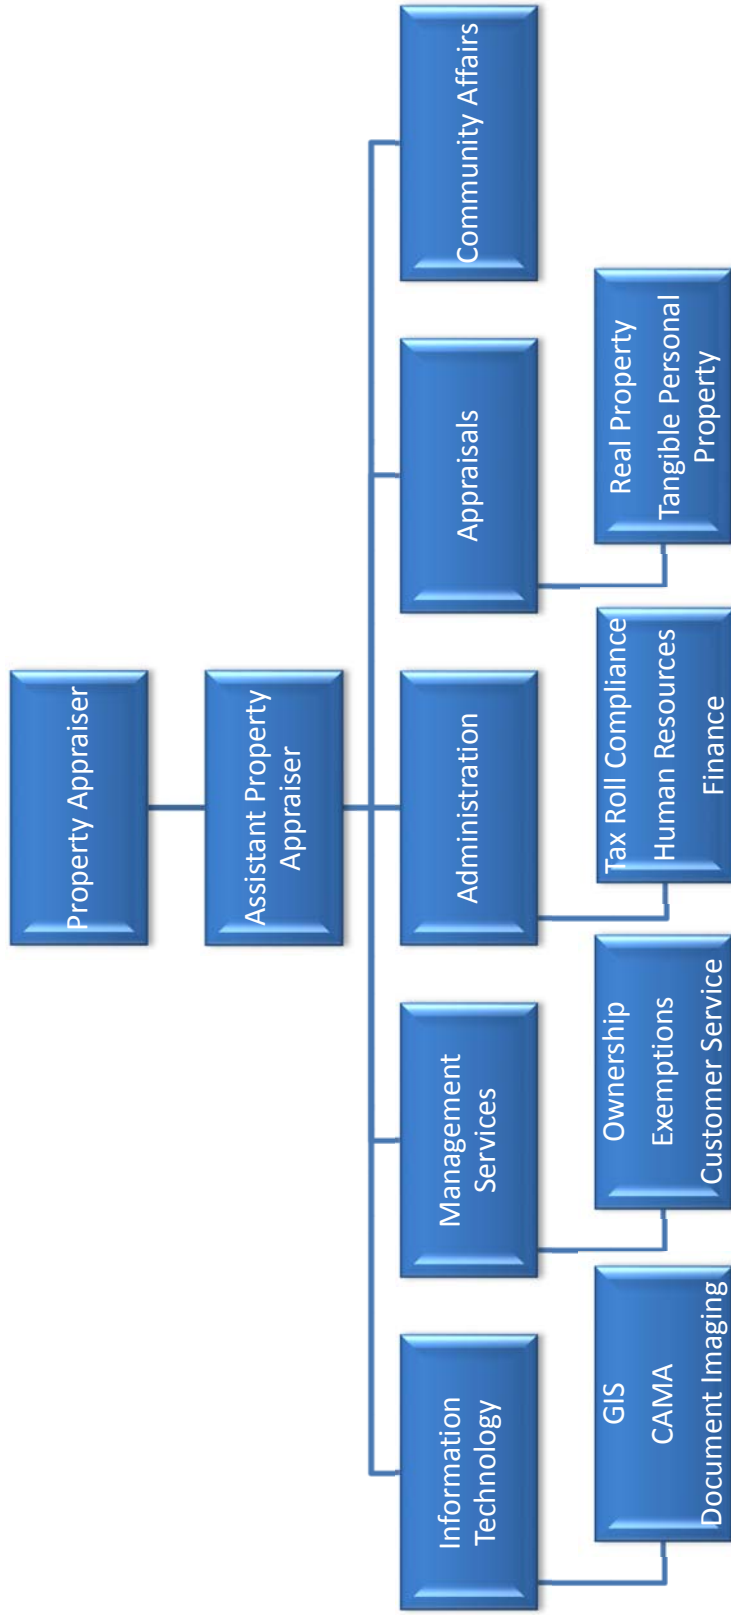 Property Appraiser
Assistant Property
Appraiser
Information
Technology
Management
Services
Administration
Appraisals
Community Affairs
GIS
CAMA
Document Imaging
Ownership
Exemptions
Customer Service
Tax Roll Compliance
Human Resources
Finance
Real Property
Tangible Personal
Property